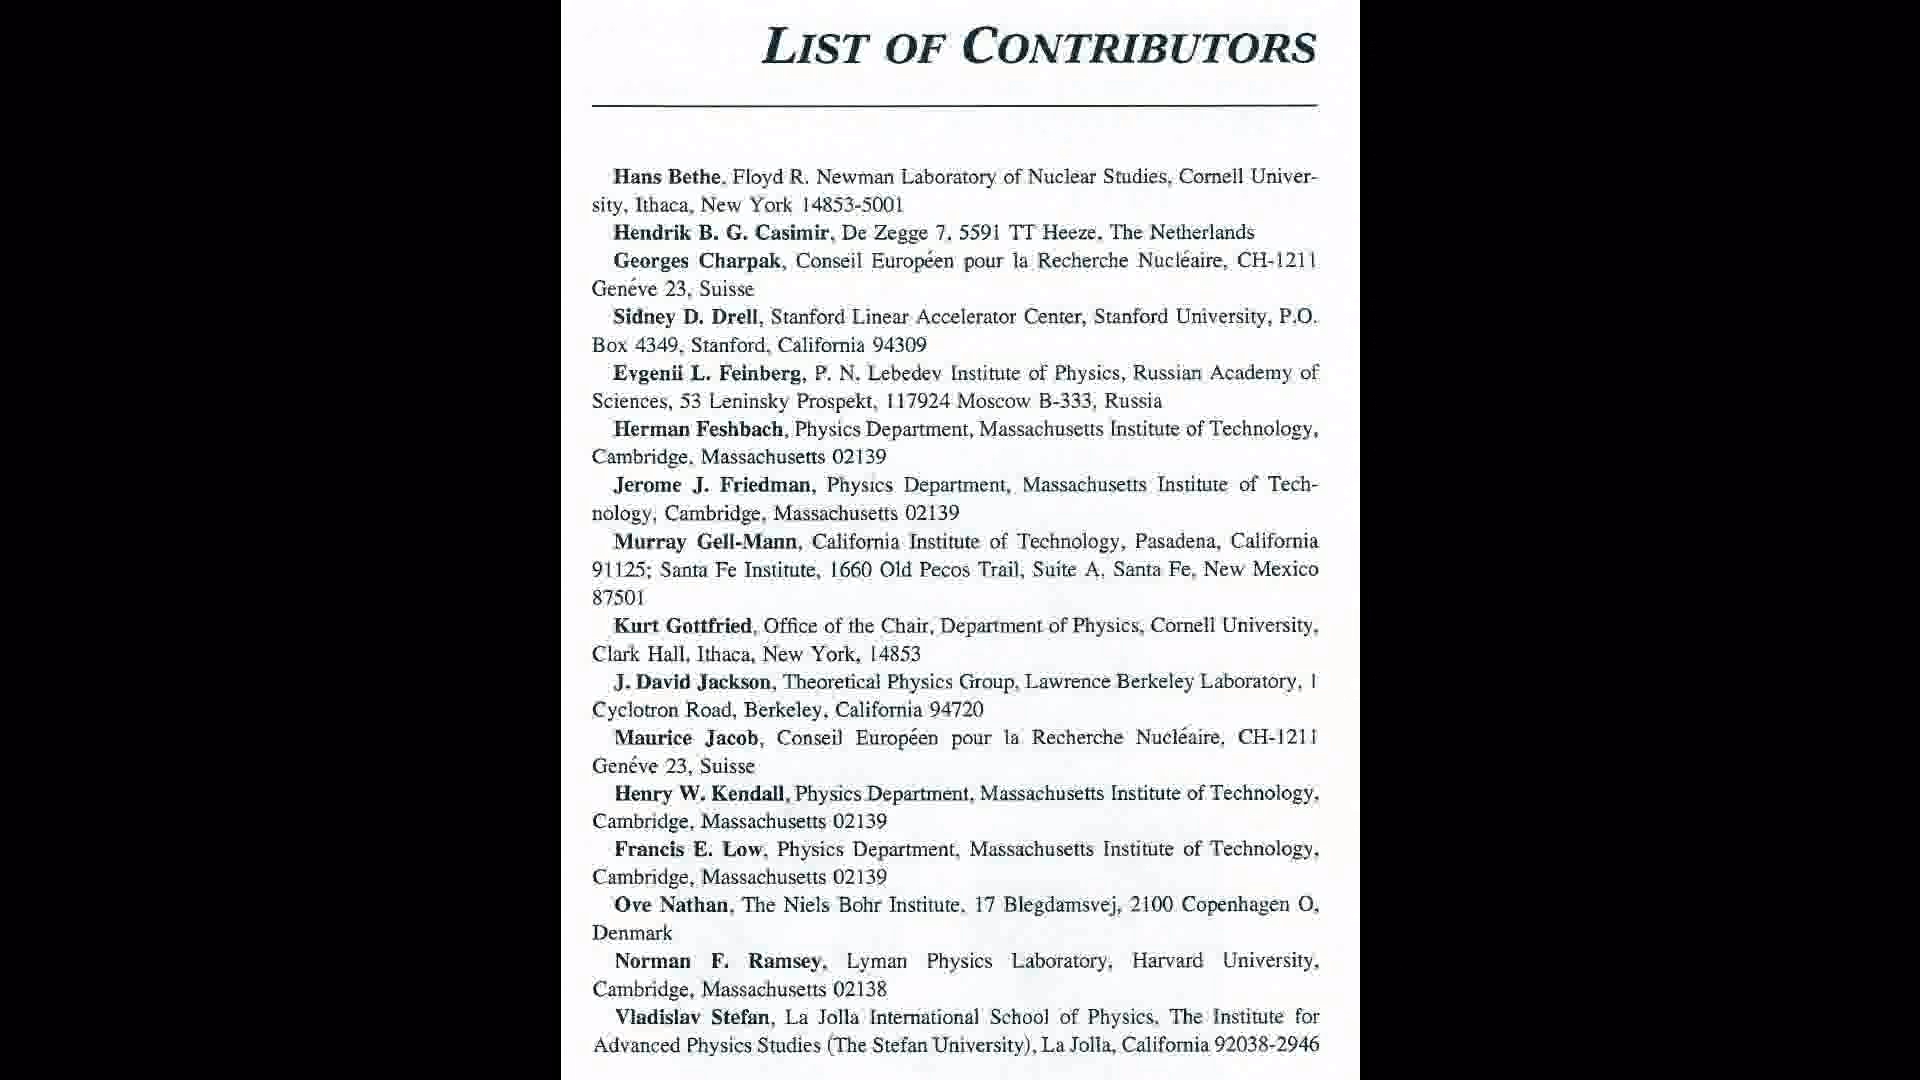 LIST OF CONTRIBUTORS
Hans Bethe, Floyd R. Newman Laboratory of Nuclear Studies, Cornell Univer-
sity, Ithaca, New York 14853-5001
Hendrik B. G. Casimir, De Zegge 7, 5591 TT Heeze, The Netherlands
Georges Charpak, Conseil Européen pour la Recherche Nucléaire, CH-1211
Genéve 23, Suisse
Sidney D. Drell, Stanford Linear Accelerator Center, Stanford University, P.O.
Box 4349, Stanford, California 94309
Evgenii L. Feinberg, P. N. Lebedev Institute of Physics, Russian Academy of
Sciences, 53 Leninsky Prospekt, 117924 Moscow B-333, Russia
Herman Feshbach, Physics Department, Massachusetts Institute of Technology,
Cambridge, Massachusetts 02139
Jerome J. Friedman, Physics Department, Massachusetts Institute of Tech-
nology, Cambridge, Massachusetts 02139
Murray Gell-Mann, California Institute of Technology, Pasadena, California
91125; Santa Fe Institute, 1660 Old Pecos Trail, Suite A, Santa Fe, New Mexico
87501
Kurt Gottfried, Office of the Chair, Department of Physics, Cornell University,
Clark Hall, Ithaca, New York, 14853
J. David Jackson, Theoretical Physics Group, Lawrence Berkeley Laboratory, 1
Cyclotron Road, Berkeley, California 94720
Maurice Jacob, Conseil Européen pour la Recherche Nucléaire, CH-1211
Genéve 23, Suisse
Henry W. Kendall, Physics Department, Massachusetts Institute of Technology,
Cambridge, Massachusetts 02139
Francis E. Low, Physics Department, Massachusetts Institute of Technology,
Cambridge, Massachusetts 02139
Ove Nathan, The Niels Bohr Institute, 17 Blegdamsvej, 2100 Copenhagen O,
Denmark
Norman F. Ramsey, Lyman Physics Laboratory, Harvard University,
Cambridge, Massachusetts 02138
Vladislav Stefan, La Jolla International School of Physics, The Institute for
Advanced Physics Studies (The Stefan University), La Jolla, California 92038-2946